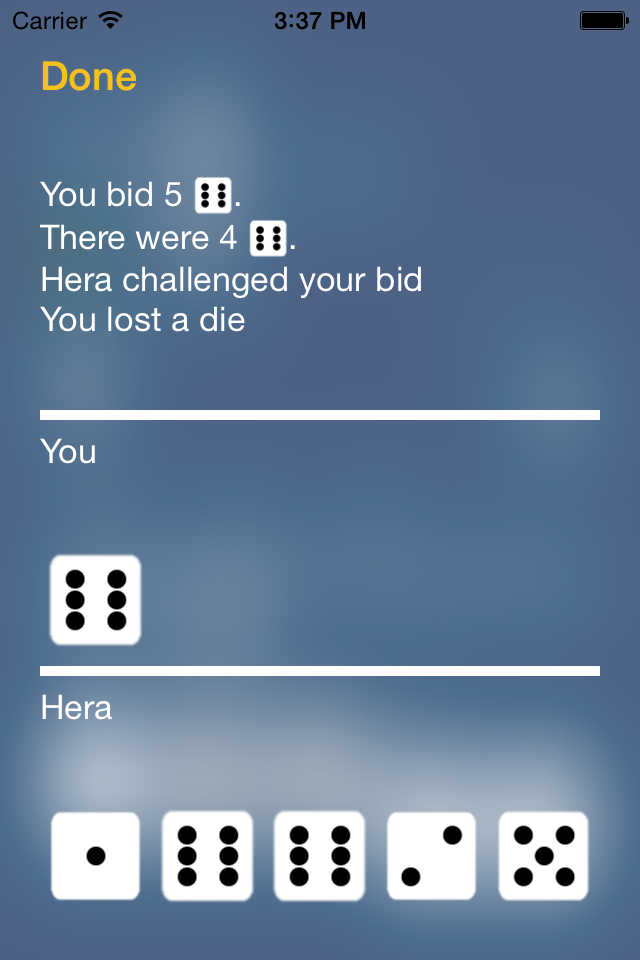 Carrier
3:37 PM
Done
You bid 5 .
There were 4 .
Hera challenged your bid
You lost a die
You
Hera